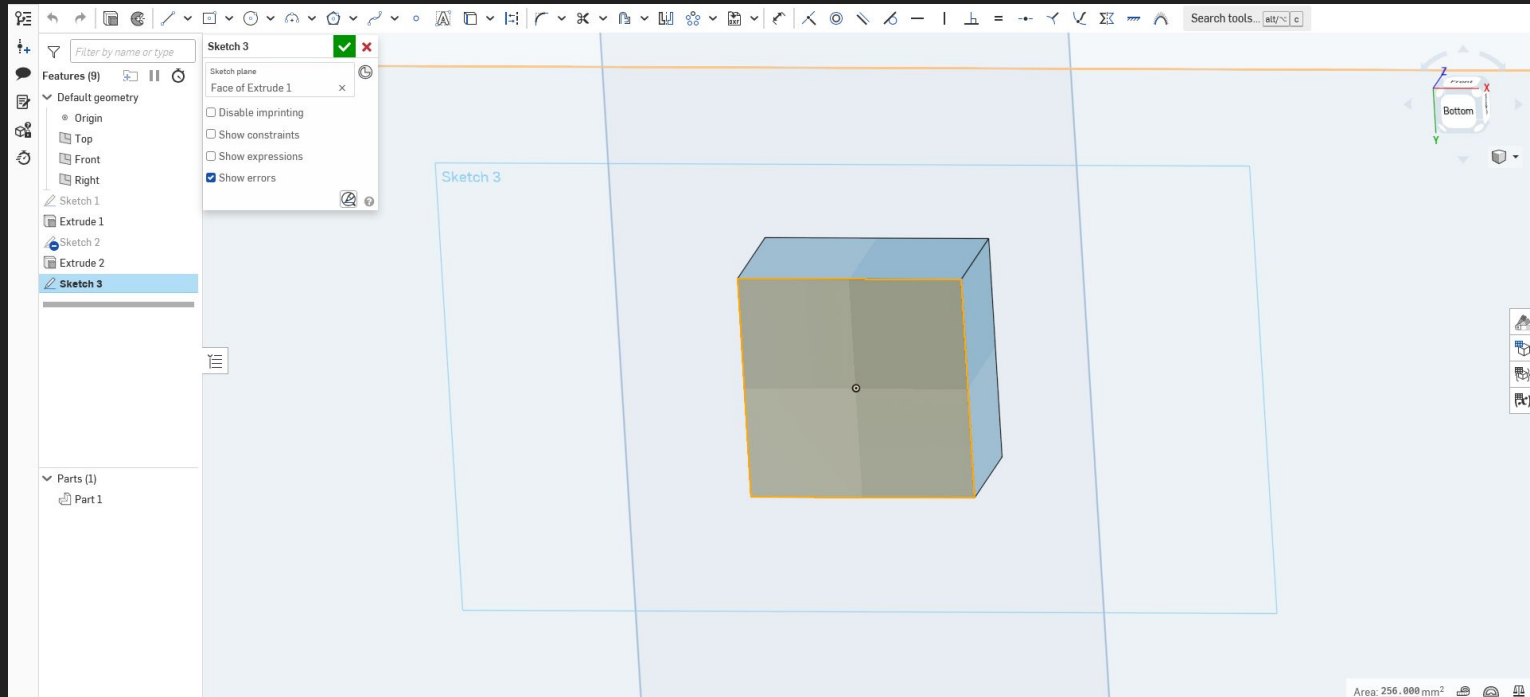 Search tools... alt/⌥ c
Filter by name or type
Features (9)
Default geometry
Origin
Top
Front
Right
Sketch 1
Extrude 1
Sketch 2
Extrude 2
Sketch 3
Parts (1)
Part 1
Sketch 3
Sketch plane
Face of Extrude 1
Disable imprinting
Show constraints
Show expressions
Show errors
Sketch 3
Z
Front
X
Bottom
Y
Area: 256.000 mm²